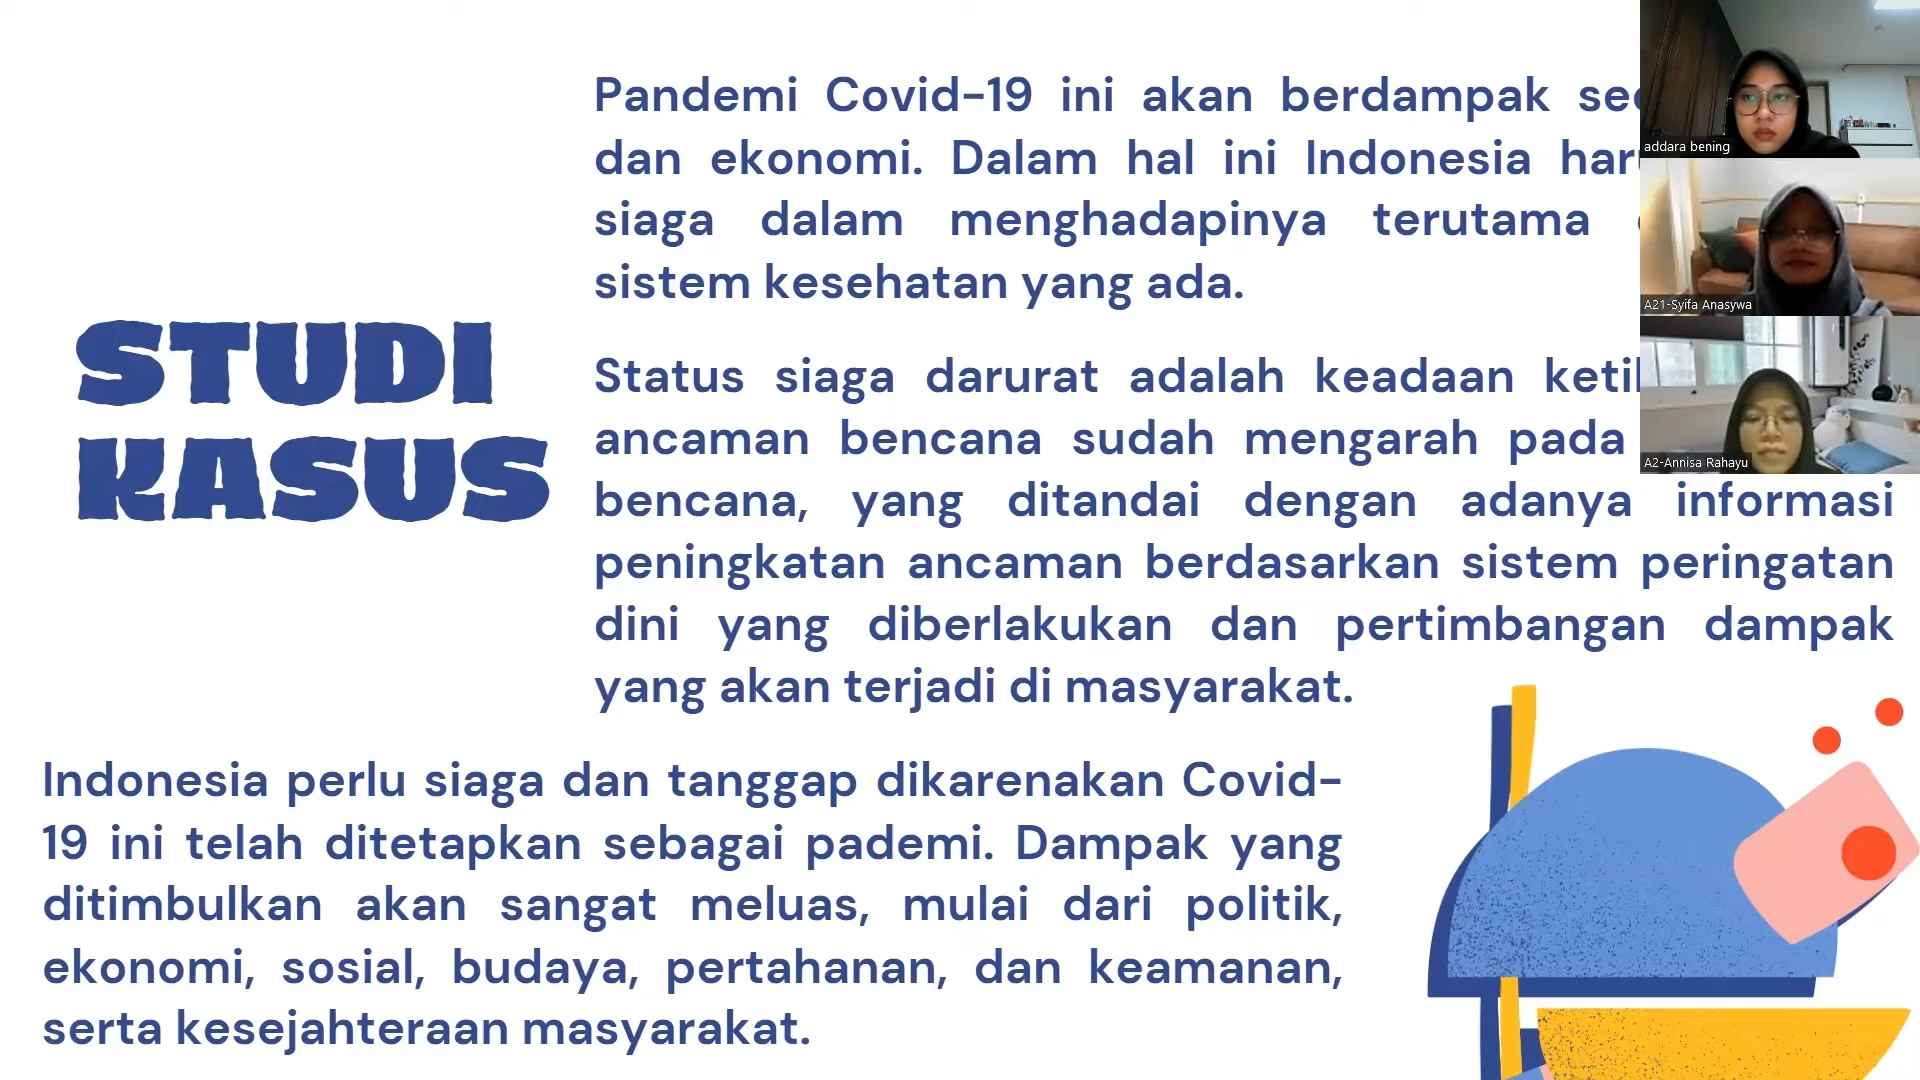 STUDI
KASUS
Pandemi Covid-19 ini akan berdampak
dan ekonomi. Dalam hal ini Indonesia
siaga dalam menghadapinya terutama
sistem kesehatan yang ada.
Status siaga darurat adalah keadaan
ancaman bencana sudah mengarah pada
bencana, yang ditandai dengan adanya informasi
peningkatan ancaman berdasarkan sistem peringatan
dini yang diberlakukan dan pertimbangan dampak
yang akan terjadi di masyarakat.
Indonesia perlu siaga dan tanggap dikarenakan Covid-
19 ini telah ditetapkan sebagai pademi. Dampak yang
ditimbulkan akan sangat meluas, mulai dari politik,
ekonomi, sosial, budaya, pertahanan, dan keamanan,
serta kesejahteraan masyarakat.
addara bening
A21-Syifa Anasywa
A2-Annisa Rahayu